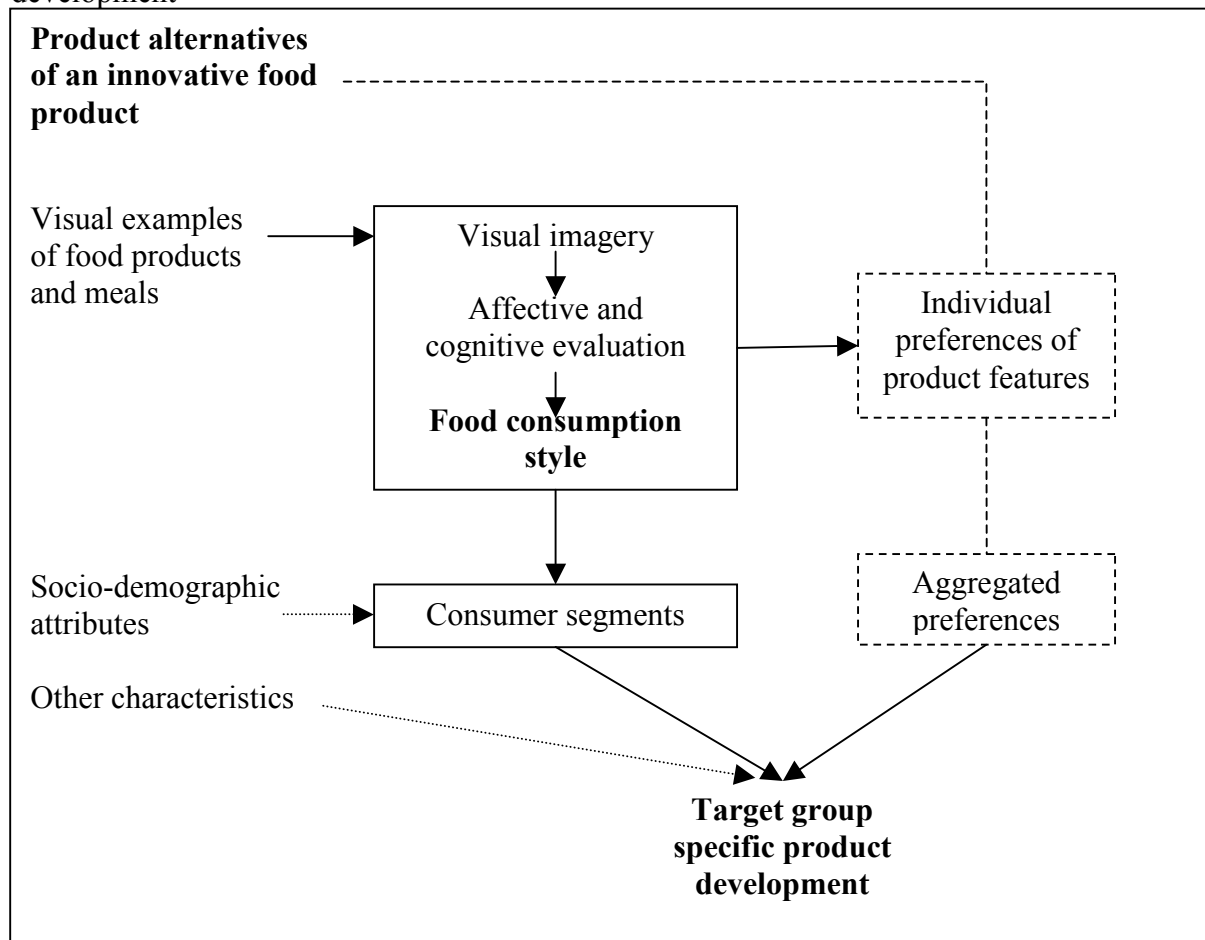 development
Product alternatives
of an innovative food
product
Visual examples
of food products
and meals
Visual imagery
Affective and
cognitive evaluation
Food consumption
style
Individual
preferences of
product features
Socio-demographic
attributes
Consumer segments
Aggregated
preferences
Other characteristics
Target group
specific product
development